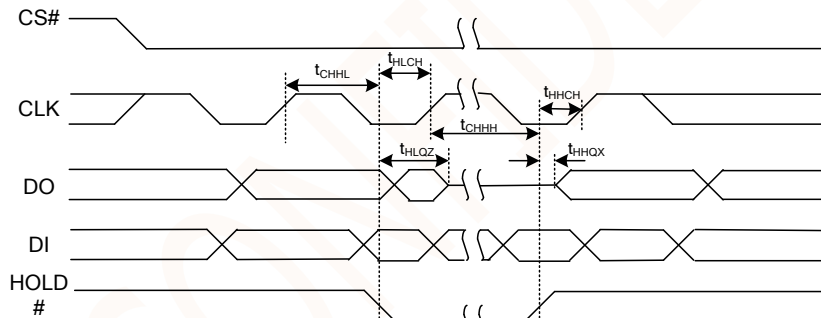 CS#
tCHHL
tHLCH
tHHCH
CLK
tCHHH
tHLQZ
tHHQX
DO
DI
HOLD
#